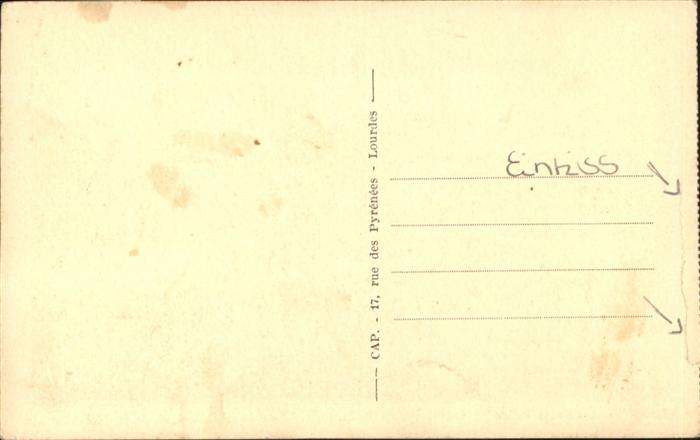 CAP. - 17, rue des Pyrénées - Lourdes
Einriss